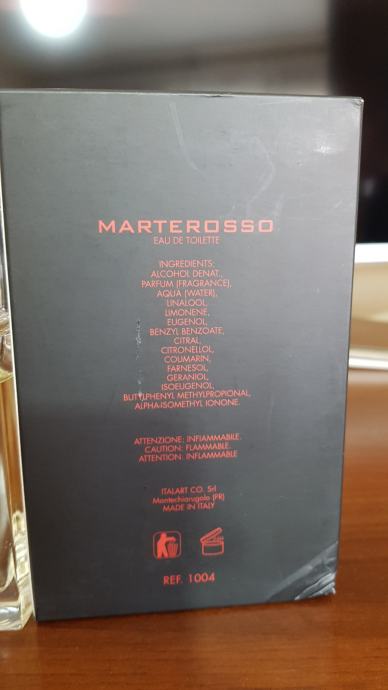 MARTEROSSO
EAU DE TOILETTE
INGREDIENTS:
ALCOHOL DENAT.,
PARFUM (FRAGRANCE),
AQUA (WATER),
LINALOOL,
LIMONENE,
EUGENOL,
BENZYL BENZOATE,
CITRAL,
CITRONELLOL,
COUMARIN,
FARNESOL,
GERANIOL,
ISOEUGENOL,
BUTYLPHENYL METHYLPROPIONAL,
ALPHA-ISOMETHYL IONONE.
ATTENZIONE: INFIAMMABILE.
CAUTION: FLAMMABLE.
ATTENTION: INFLAMMABLE
ITALART CO. Srl
Montechiarugolo (PR)
MADE IN ITALY
REF. 1004